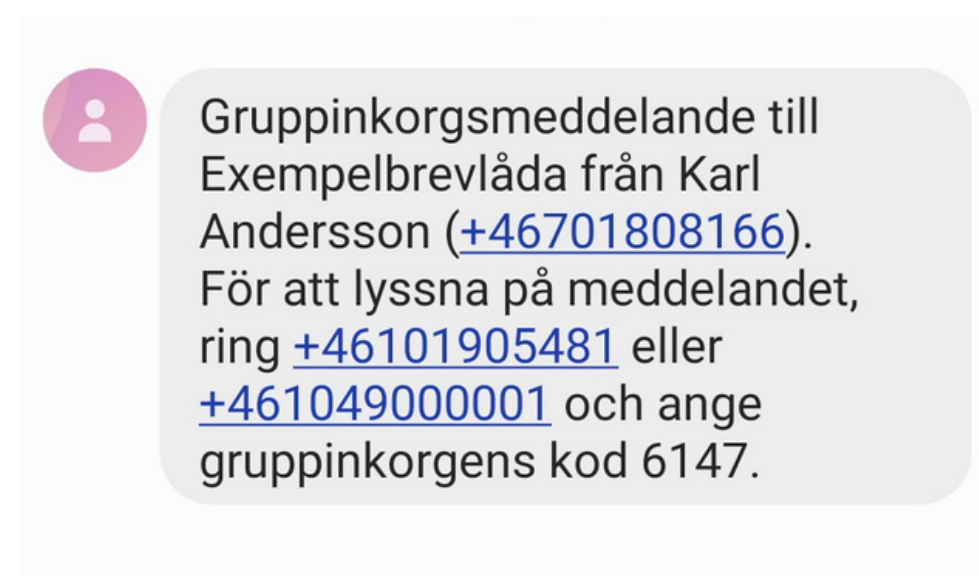 Gruppinkorgsmeddelande till
Exempelbrevlåda från Karl
Andersson (+46701808166).
För att lyssna på meddelandet,
ring +46101905481 eller
+461049000001 och ange
gruppinkorgens kod 6147.